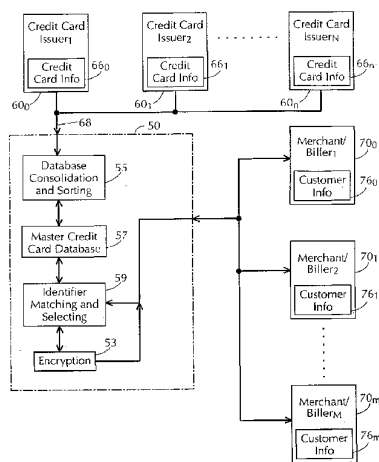 Credit Card
Issuer1
Credit
Card Info
660
600
Credit Card
Issuer2
Credit
Card Info
661
601
Credit Card
IssuerN
Credit
Card Info
66n
60n
68
50
Database
Consolidation
and Sorting
55
Master Credit
Card Database
57
Identifier
Matching and
Selecting
59
Encryption
53
Merchant/
Biller1
Customer
Info
700
760
Merchant/
Biller2
Customer
Info
701
761
Merchant/
BillerM
Customer
Info
70m
76m